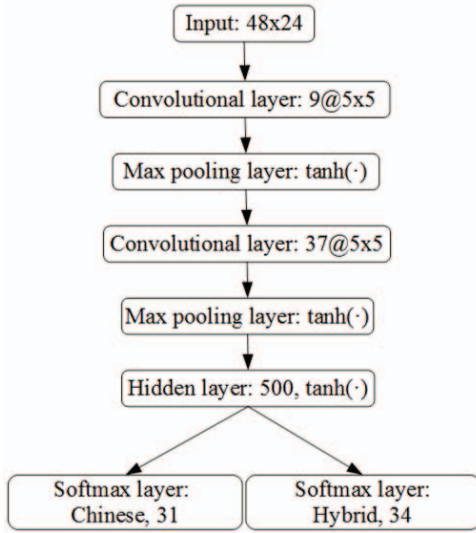 Input: 48x24
Convolutional layer: 9@5x5
Max pooling layer: tanh(·)
Convolutional layer: 37@5x5
Max pooling layer: tanh(·)
Hidden layer: 500, tanh(·)
Softmax layer:
Chinese, 31
Softmax layer:
Hybrid, 34